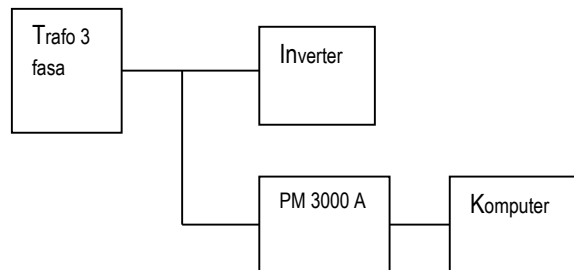 Trafo 3
fasa
Inverter
PM 3000 A
Komputer